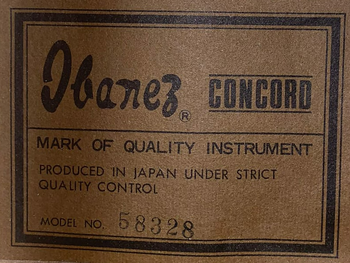 Ibanez® CONCORD
MARK OF QUALITY INSTRUMENT
PRODUCED IN JAPAN UNDER STRICT
QUALITY CONTROL
MODEL NO. 58328